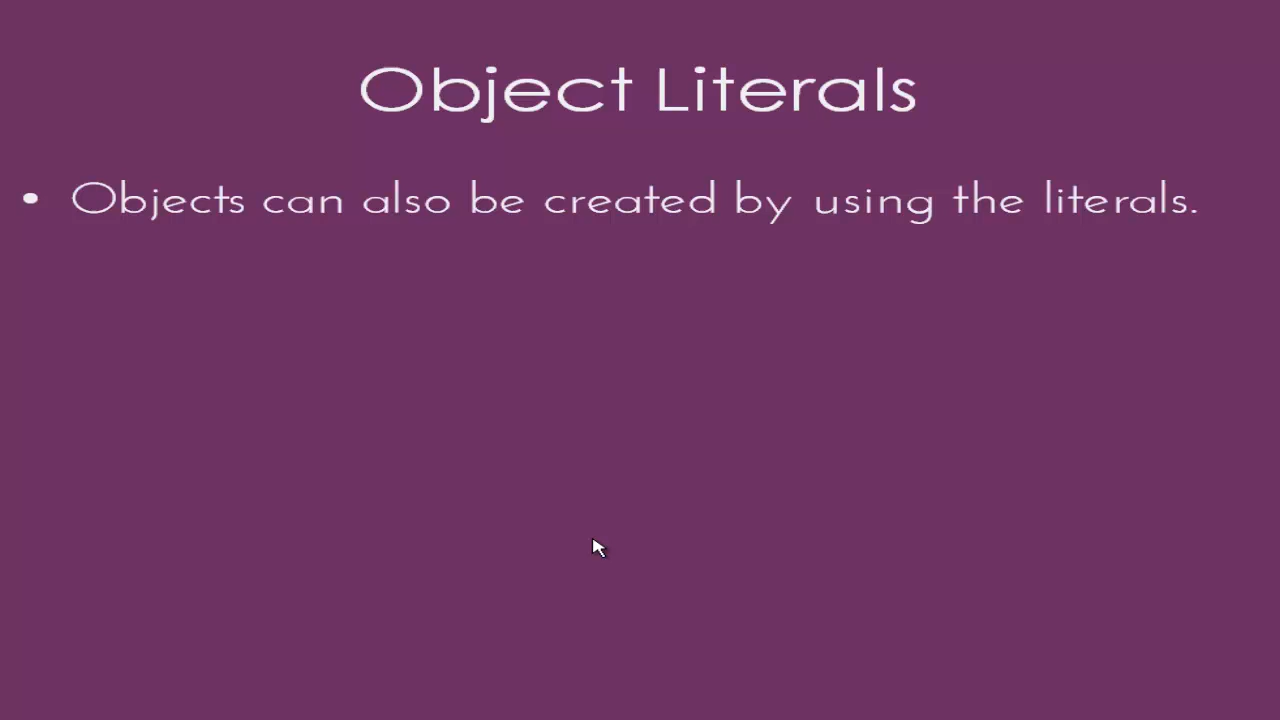 Object Literals
• Objects can also be created by using the literals.